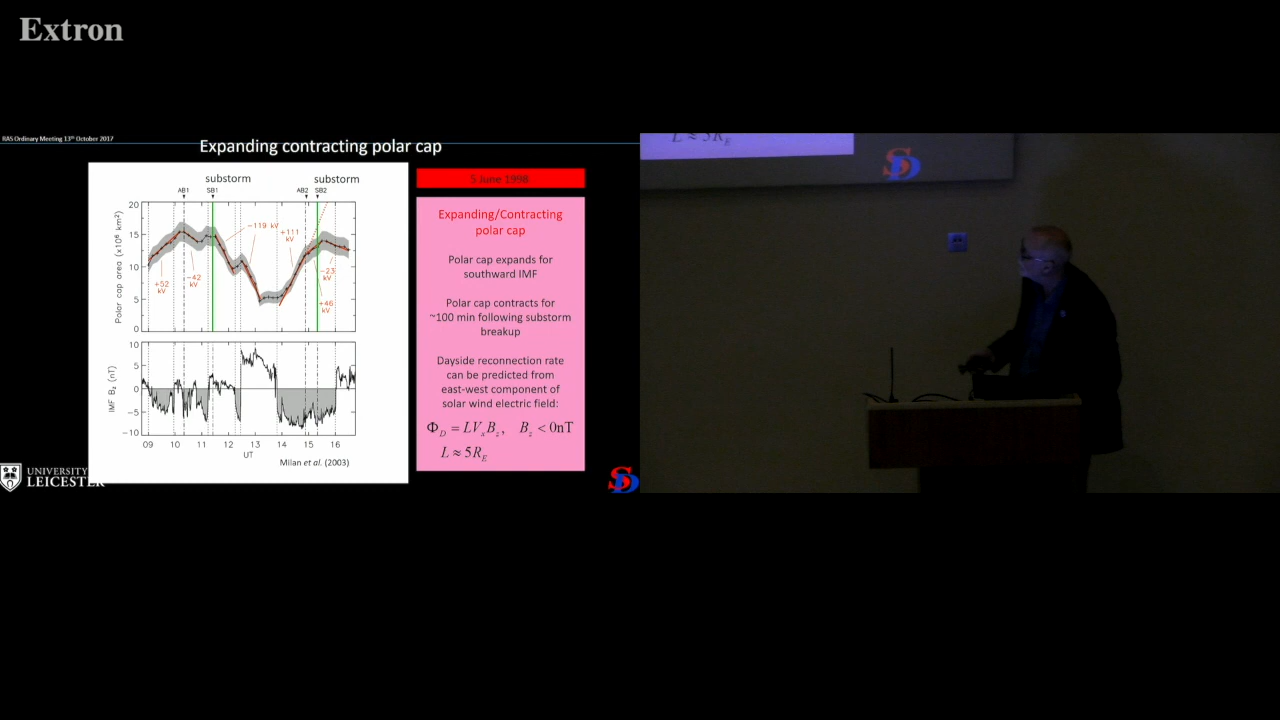 Extron
RAS Ordinary Meeting 13th October 2017
Expanding contracting polar cap
substorm substorm
AB1 SB1 AB2 SB2
Polar cap area (x10⁶ km²)
20
15
10
5
0
+52 kV
−42 kV
−119 kV
+111 kV
−23 kV
+46 kV
IMF B_z (nT)
10
5
0
−5
−10
09 10 11 12 13 14 15 16
UT
Milan et al. (2003)
5 June 1998
Expanding/Contracting
polar cap
Polar cap expands for
southward IMF
Polar cap contracts for
~100 min following substorm
breakup
Dayside reconnection rate
can be predicted from
east-west component of
solar wind electric field:
Φ_D = LV_xB_z, B_z < 0nT
L ≈ 5R_E
UNIVERSITY
LEICESTER
SD
L ≈ 5R_E
SD